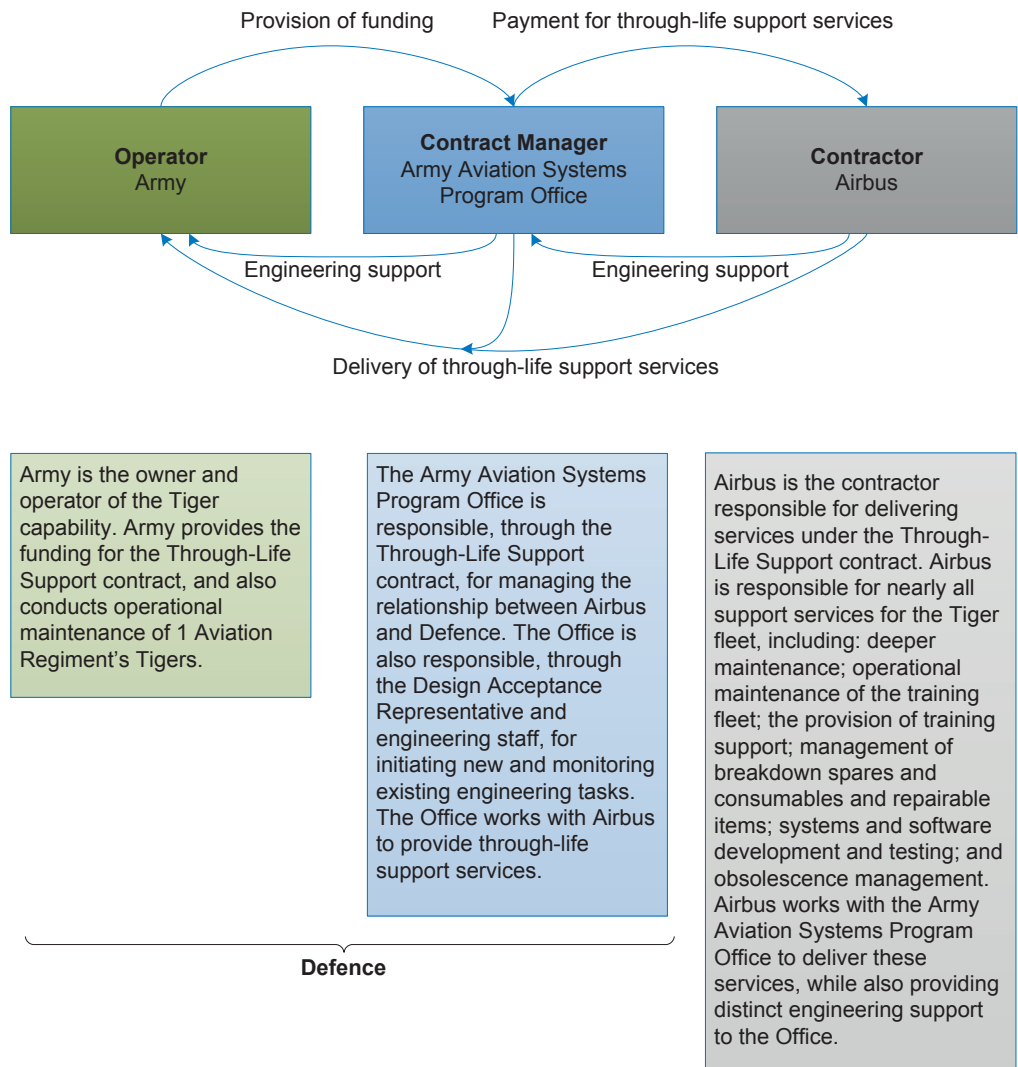 Provision of funding
Payment for through-life support services
Operator
Army
Contract Manager
Army Aviation Systems
Program Office
Contractor
Airbus
Engineering support
Engineering support
Delivery of through-life support services
Army is the owner and
operator of the Tiger
capability. Army provides the
funding for the Through-Life
Support contract, and also
conducts operational
maintenance of 1 Aviation
Regiment's Tigers.
The Army Aviation Systems
Program Office is
responsible, through the
Through-Life Support
contract, for managing the
relationship between Airbus
and Defence. The Office is
also responsible, through
the Design Acceptance
Representative and
engineering staff, for
initiating new and monitoring
existing engineering tasks.
The Office works with Airbus
to provide through-life
support services.
Airbus is the contractor
responsible for delivering
services under the Through-
Life Support contract. Airbus
is responsible for nearly all
support services for the Tiger
fleet, including: deeper
maintenance; operational
maintenance of the training
fleet; the provision of training
support; management of
breakdown spares and
consumables and repairable
items; systems and software
development and testing; and
obsolescence management.
Airbus works with the Army
Aviation Systems Program
Office to deliver these
services, while also providing
distinct engineering support
to the Office.
Defence